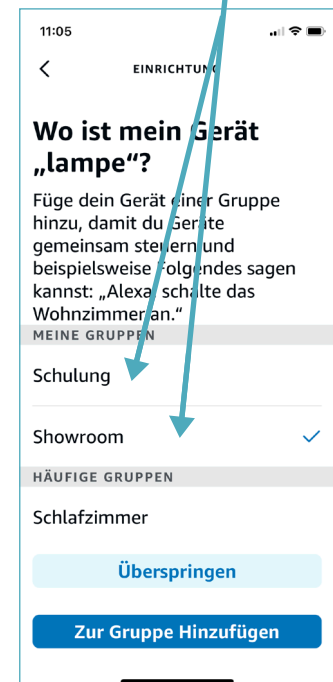 11:05
EINRICHTUNG
Wo ist mein Gerät
„lampe“?
Füge dein Gerät einer Gruppe
hinzu, damit du Geräte
gemeinsam steuern und
beispielsweise Folgendes sagen
kannst: „Alexa, schalte das
Wohnzimmer an.“
MEINE GRUPPEN
Schulung
Showroom
HÄUFIGE GRUPPEN
Schlafzimmer
Überspringen
Zur Gruppe Hinzufügen